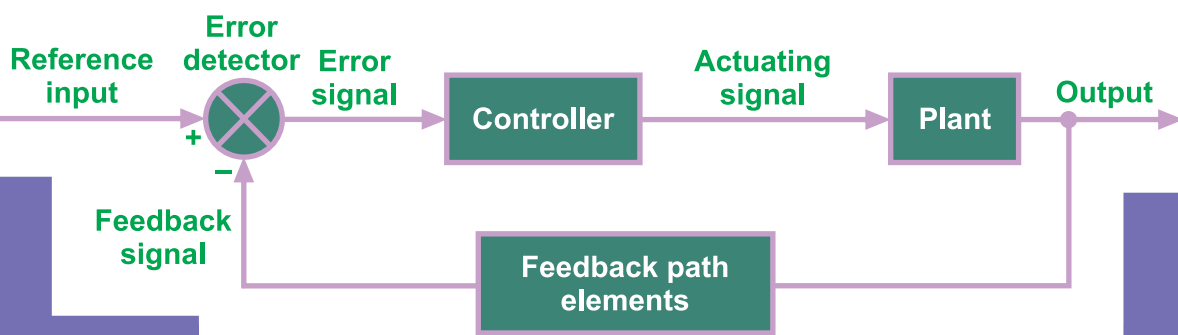 Reference
input
Error
detector
Error
signal
Controller
Actuating
signal
Plant
Output
+
−
Feedback
signal
Feedback path
elements